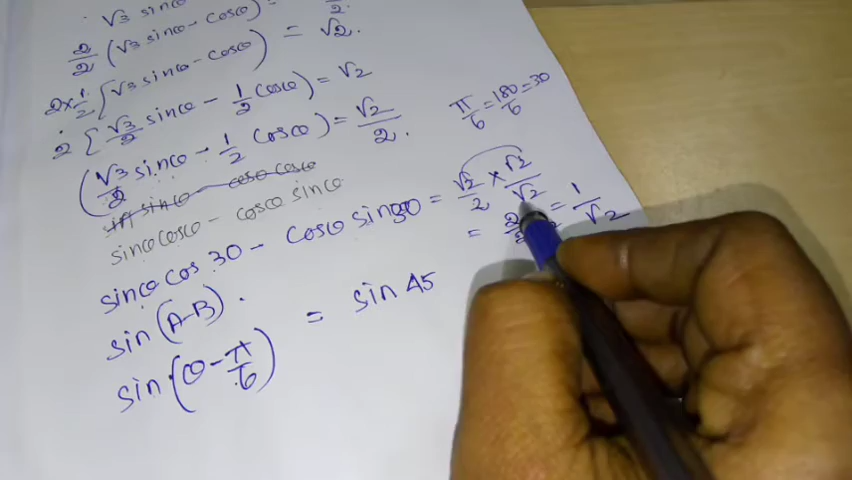 √3 sinθ
2/2 (√3 sinθ - cosθ) = √2.
2×1/2 [√3 sinθ - cosθ) = √2
2 [√3/2 sinθ - 1/2 cosθ) = √2
(√3/2 sinθ - 1/2 cosθ) = √2/2.
π/6 = 180/6 = 30
sinθ cosθ - cosθ sinθ
sinθ cos 30 - cosθ sin 30 = √2/2 × √2/√2
= 1/√2
sin(A-B). = sin 45
sin(θ - π/6)